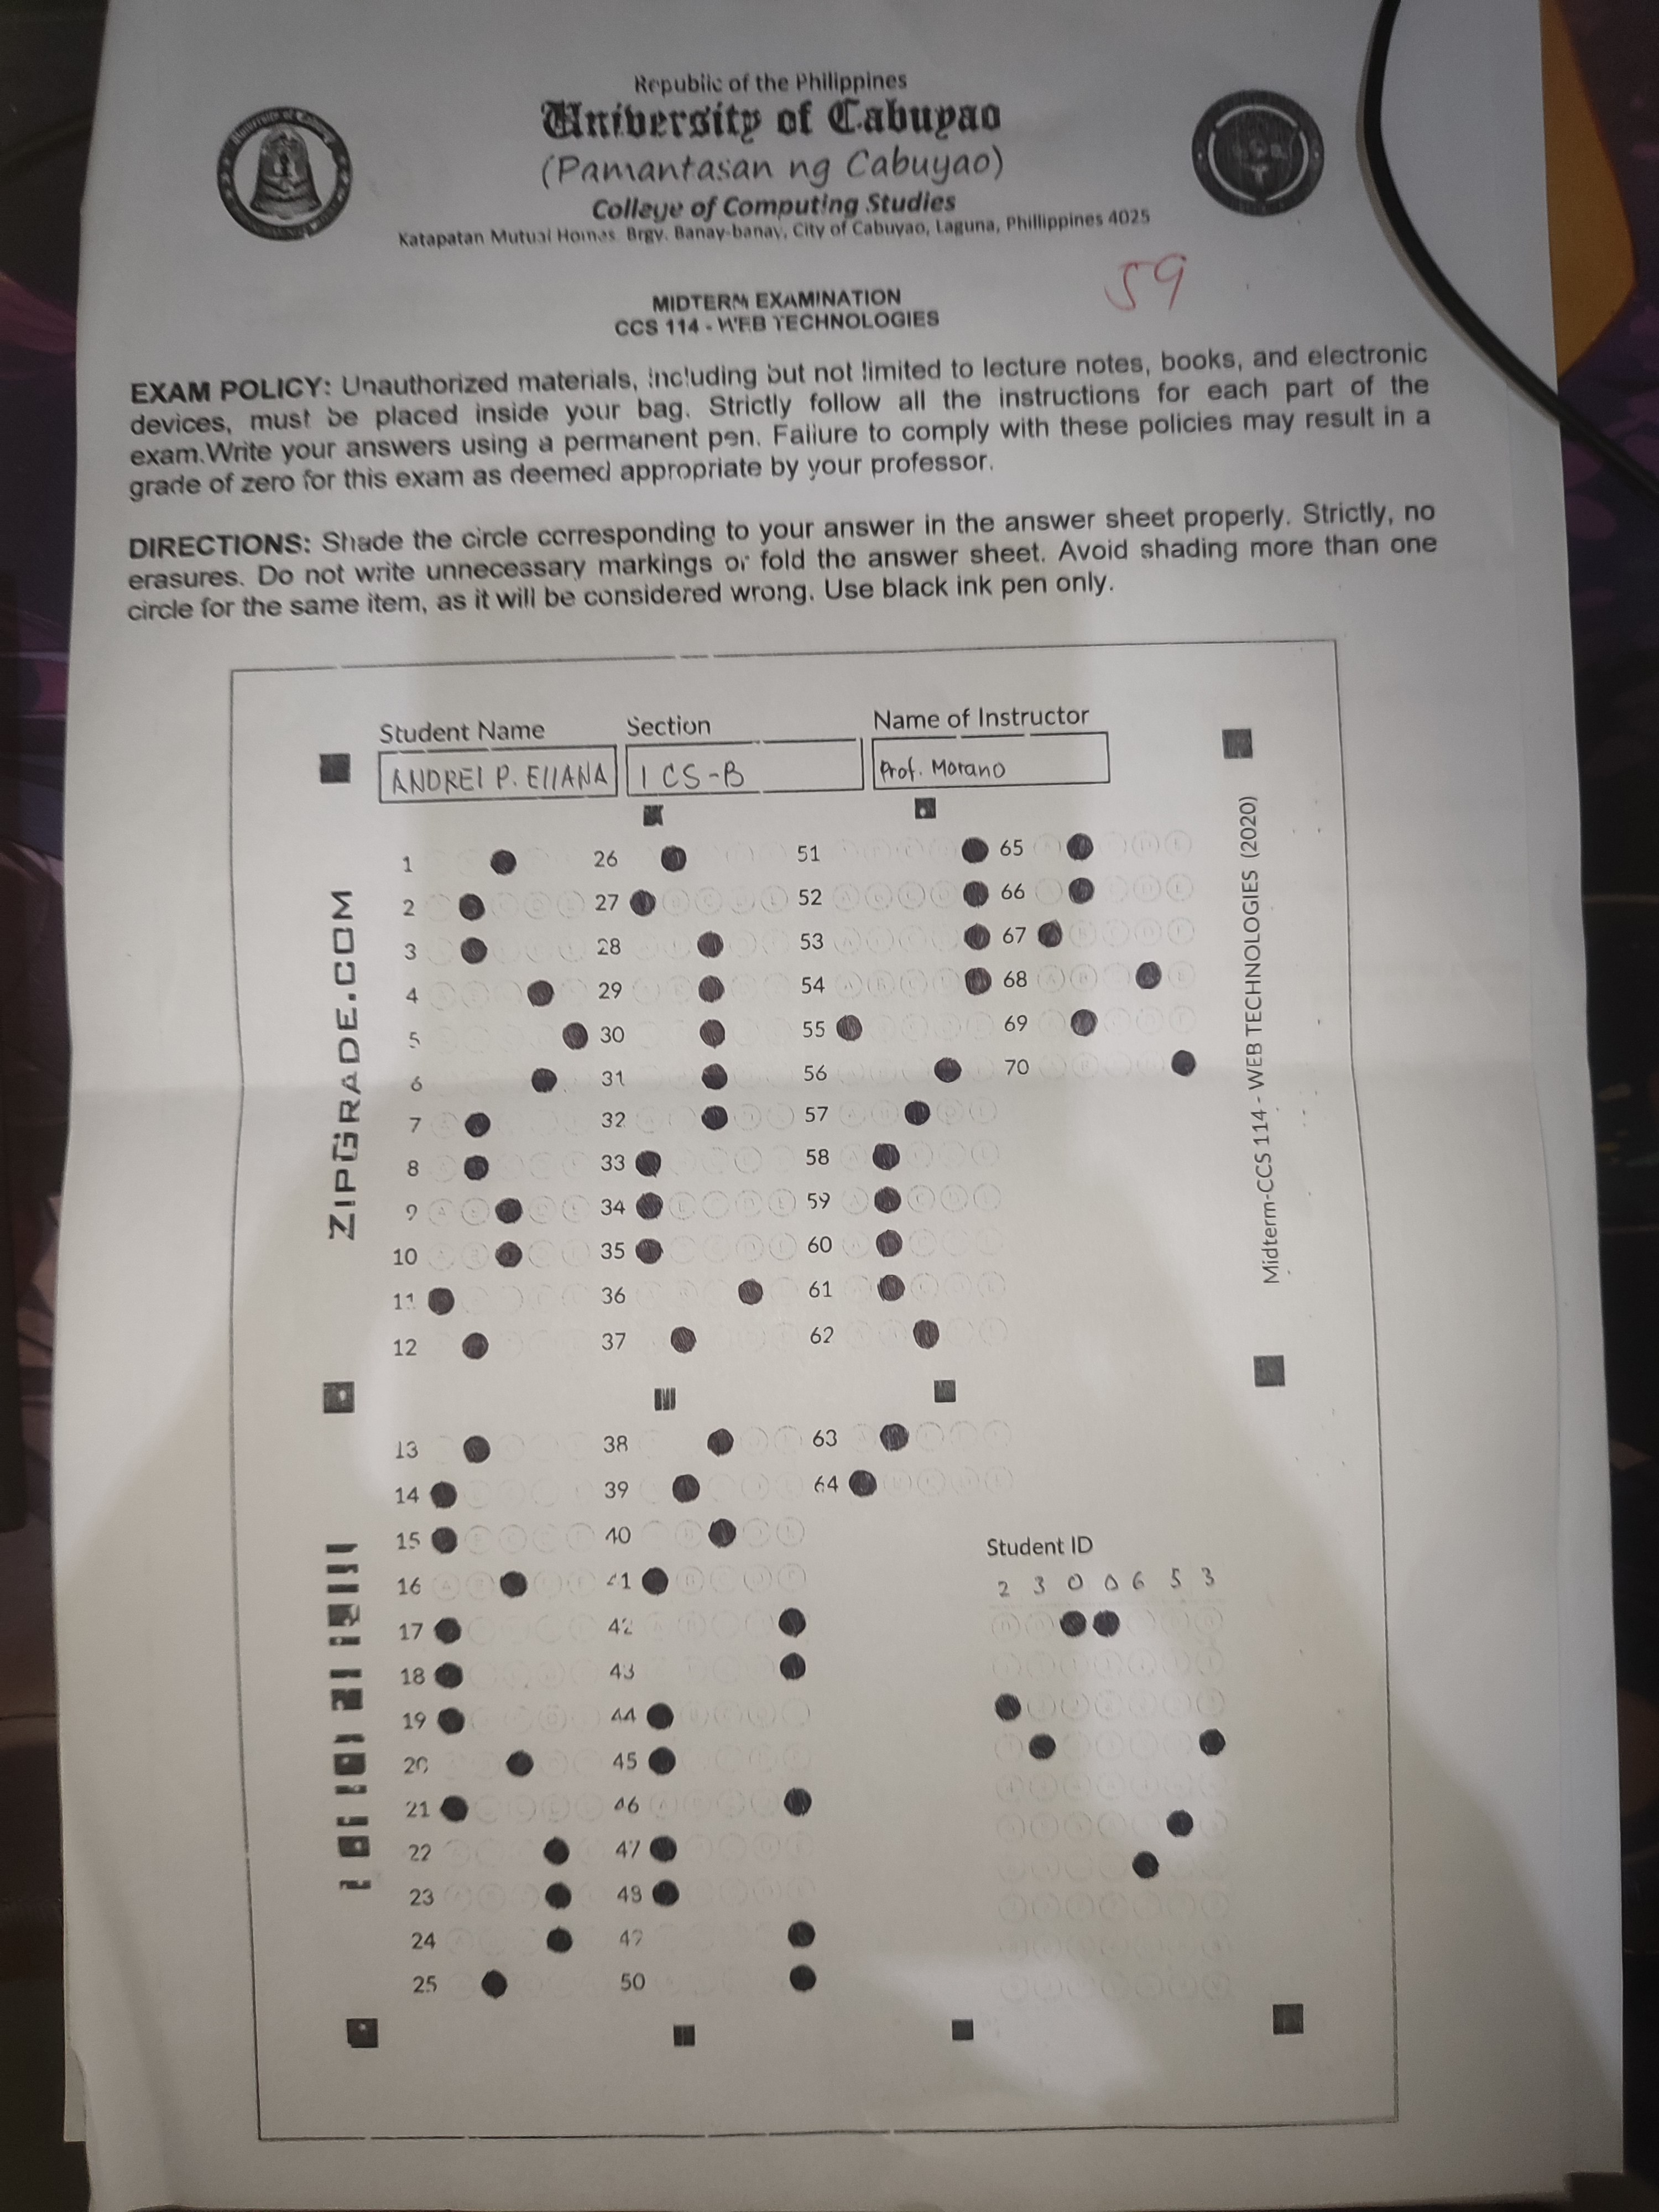 Republic of the Philippines
University of Cabuyao
(Pamantasan ng Cabuyao)
College of Computing Studies
Katapatan Mutual Homes, Brgy. Banay-banay, City of Cabuyao, Laguna, Phillippines 4025
59
MIDTERM EXAMINATION
CCS 114 - WEB TECHNOLOGIES
EXAM POLICY: Unauthorized materials, including but not limited to lecture notes, books, and electronic
devices, must be placed inside your bag. Strictly follow all the instructions for each part of the
exam.Write your answers using a permanent pen. Failure to comply with these policies may result in a
grade of zero for this exam as deemed appropriate by your professor.
DIRECTIONS: Shade the circle corresponding to your answer in the answer sheet properly. Strictly, no
erasures. Do not write unnecessary markings or fold the answer sheet. Avoid shading more than one
circle for the same item, as it will be considered wrong. Use black ink pen only.
Student Name Section Name of Instructor
ANDREI P. EllANA 1 CS-B Prof. Morano
ZIPGRADE.COM
Midterm-CCS 114 - WEB TECHNOLOGIES (2020)
1 26 51 65
2 27 52 66
3 28 53 67
4 29 54 68
5 30 55 69
6 31 56 70
7 32 57
8 33 58
9 34 59
10 35 60
11 36 61
12 37 62
13 38 63
14 39 64
15 40
16 41
17 42
18 43
19 44
20 45
21 46
22 47
23 48
24 49
25 50
Student ID
2 3 0 0 6 5 3